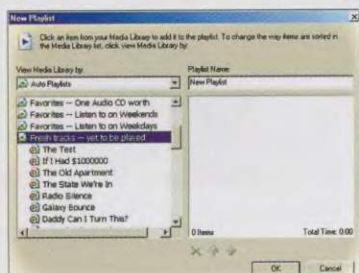 New Playlist
Click an item from your Media Library to add it to the playlist. To change the way items are sorted in
the Media Library list, click view Media Library by.
View Media Library by:
Playlist Name:
Auto Playlists
New Playlist
Favorites -- One Audio CD worth
Favorites -- Listen to on Weekends
Favorites -- Listen to on Weekdays
Fresh tracks -- yet to be played
The Test
If I Had $1000000
The Old Apartment
The State We're In
Radio Silence
Galaxy Bounce
Daddy Can I Turn This?
0 Items
Total Time: 0:00
OK
Cancel